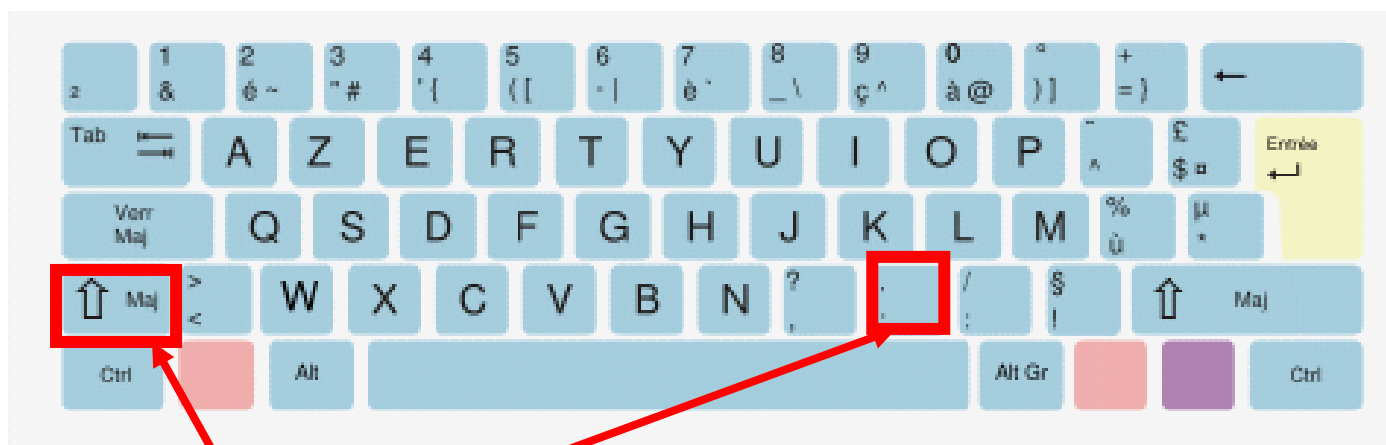 1 2 3 4 5 6 7 8 9 0 ° +
² & é ~ " # ' { ( [ - | è ` _ \ ç ^ à @ ) ] = }
Tab A Z E R T Y U I O P ¨ ^ £ $ ¤ Entrée
Verr Maj Q S D F G H J K L M % ù µ *
Maj > < W X C V B N ? , . / § ! Maj
Ctrl Alt Alt Gr Ctrl